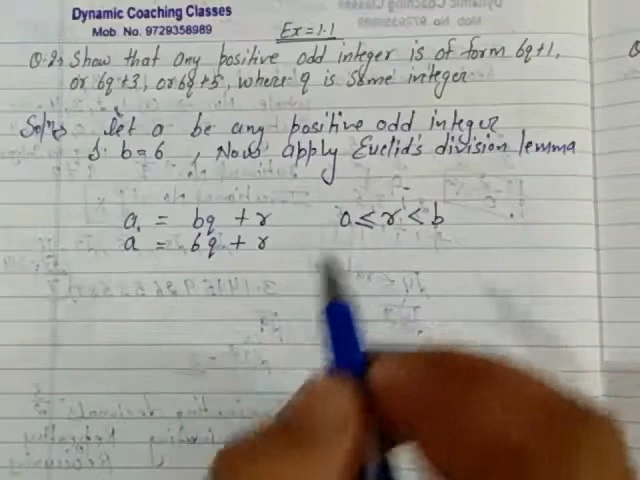 Dynamic Coaching Classes
Mob. No. 9729358989
Ex=1.1
Q.2) Show that any positive odd integer is of form 6q+1,
or 6q+3, or 6q+5, where q is some integer.
Soln) let a be any positive odd integer
& b=6, Now apply Euclid's division lemma
a = bq + r 0≤r<b
a = 6q + r